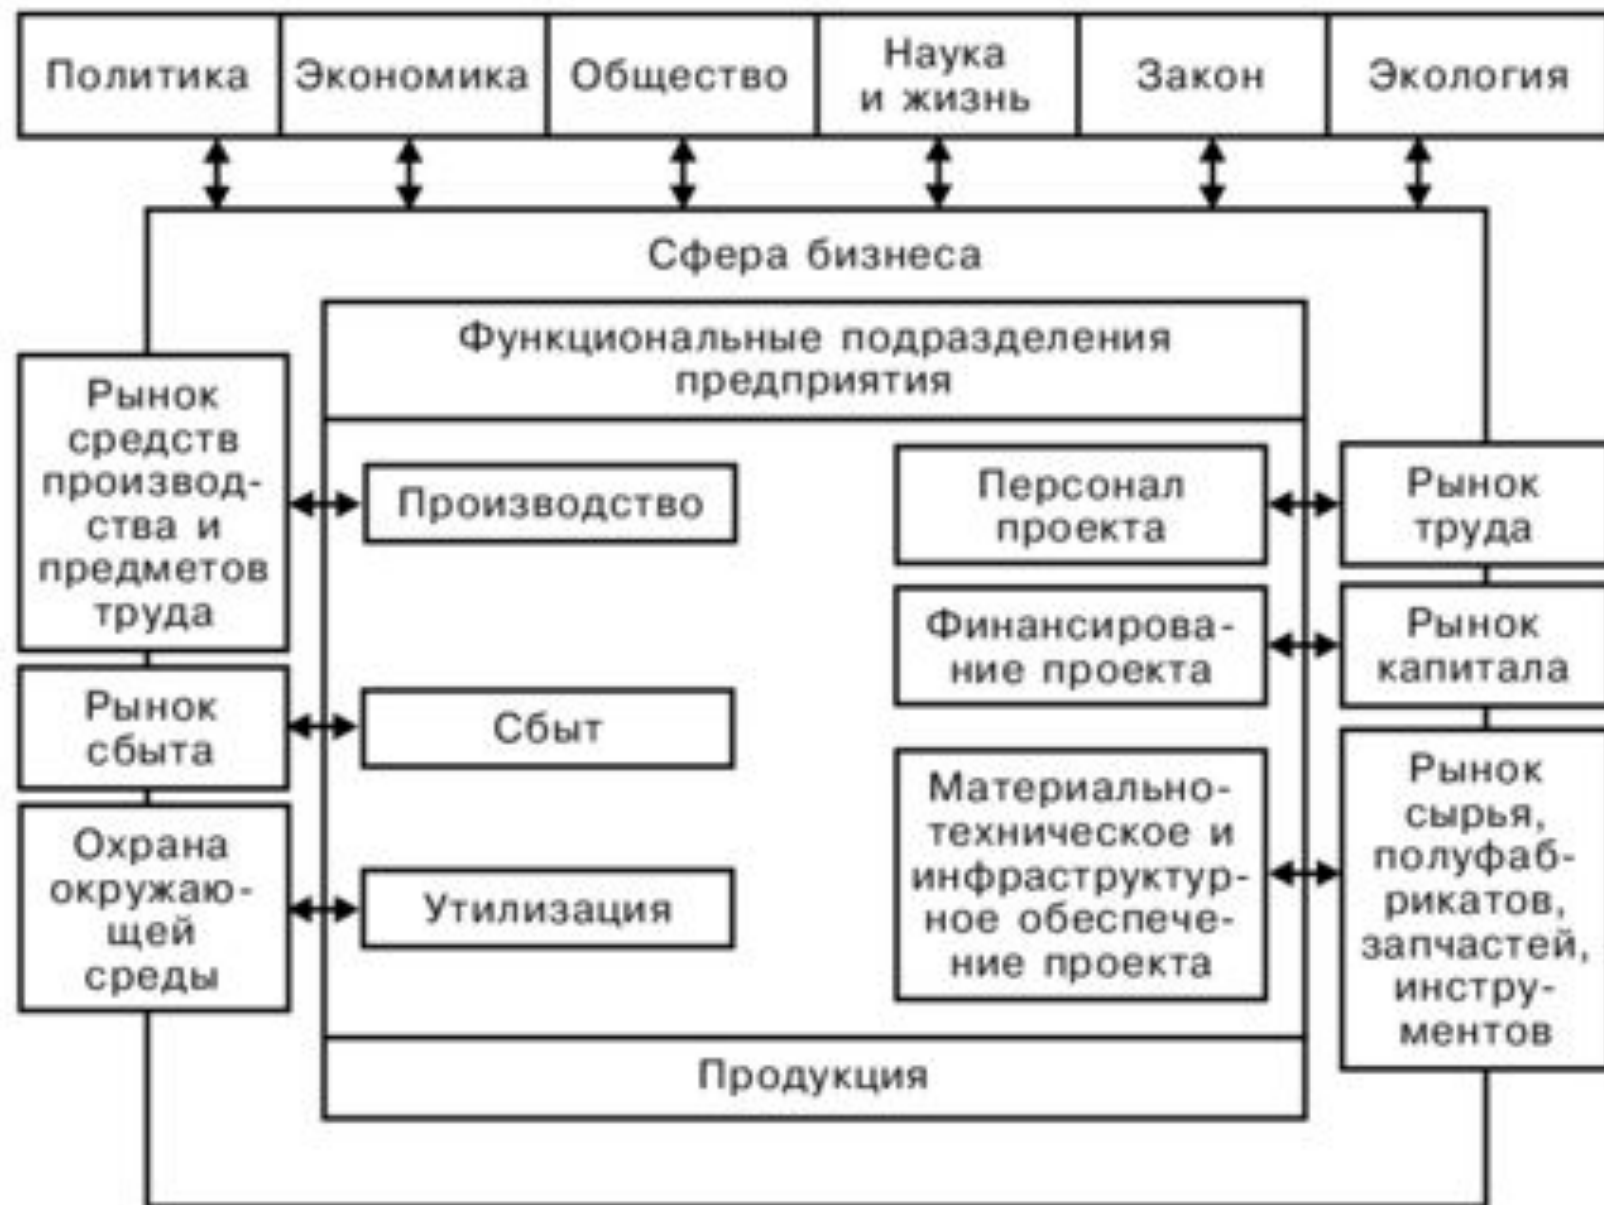 Политика
Экономика
Общество
Наука
и жизнь
Закон
Экология
Сфера бизнеса
Функциональные подразделения
предприятия
Рынок
средств
производ-
ства и
предметов
труда
Производство
Персонал
проекта
Рынок
труда
Финансирова-
ние проекта
Рынок
капитала
Рынок
сбыта
Сбыт
Материально-
техническое и
инфраструктур-
ное обеспече-
ние проекта
Рынок
сырья,
полуфаб-
рикатов,
запчастей,
инстру-
ментов
Охрана
окружаю-
щей
среды
Утилизация
Продукция